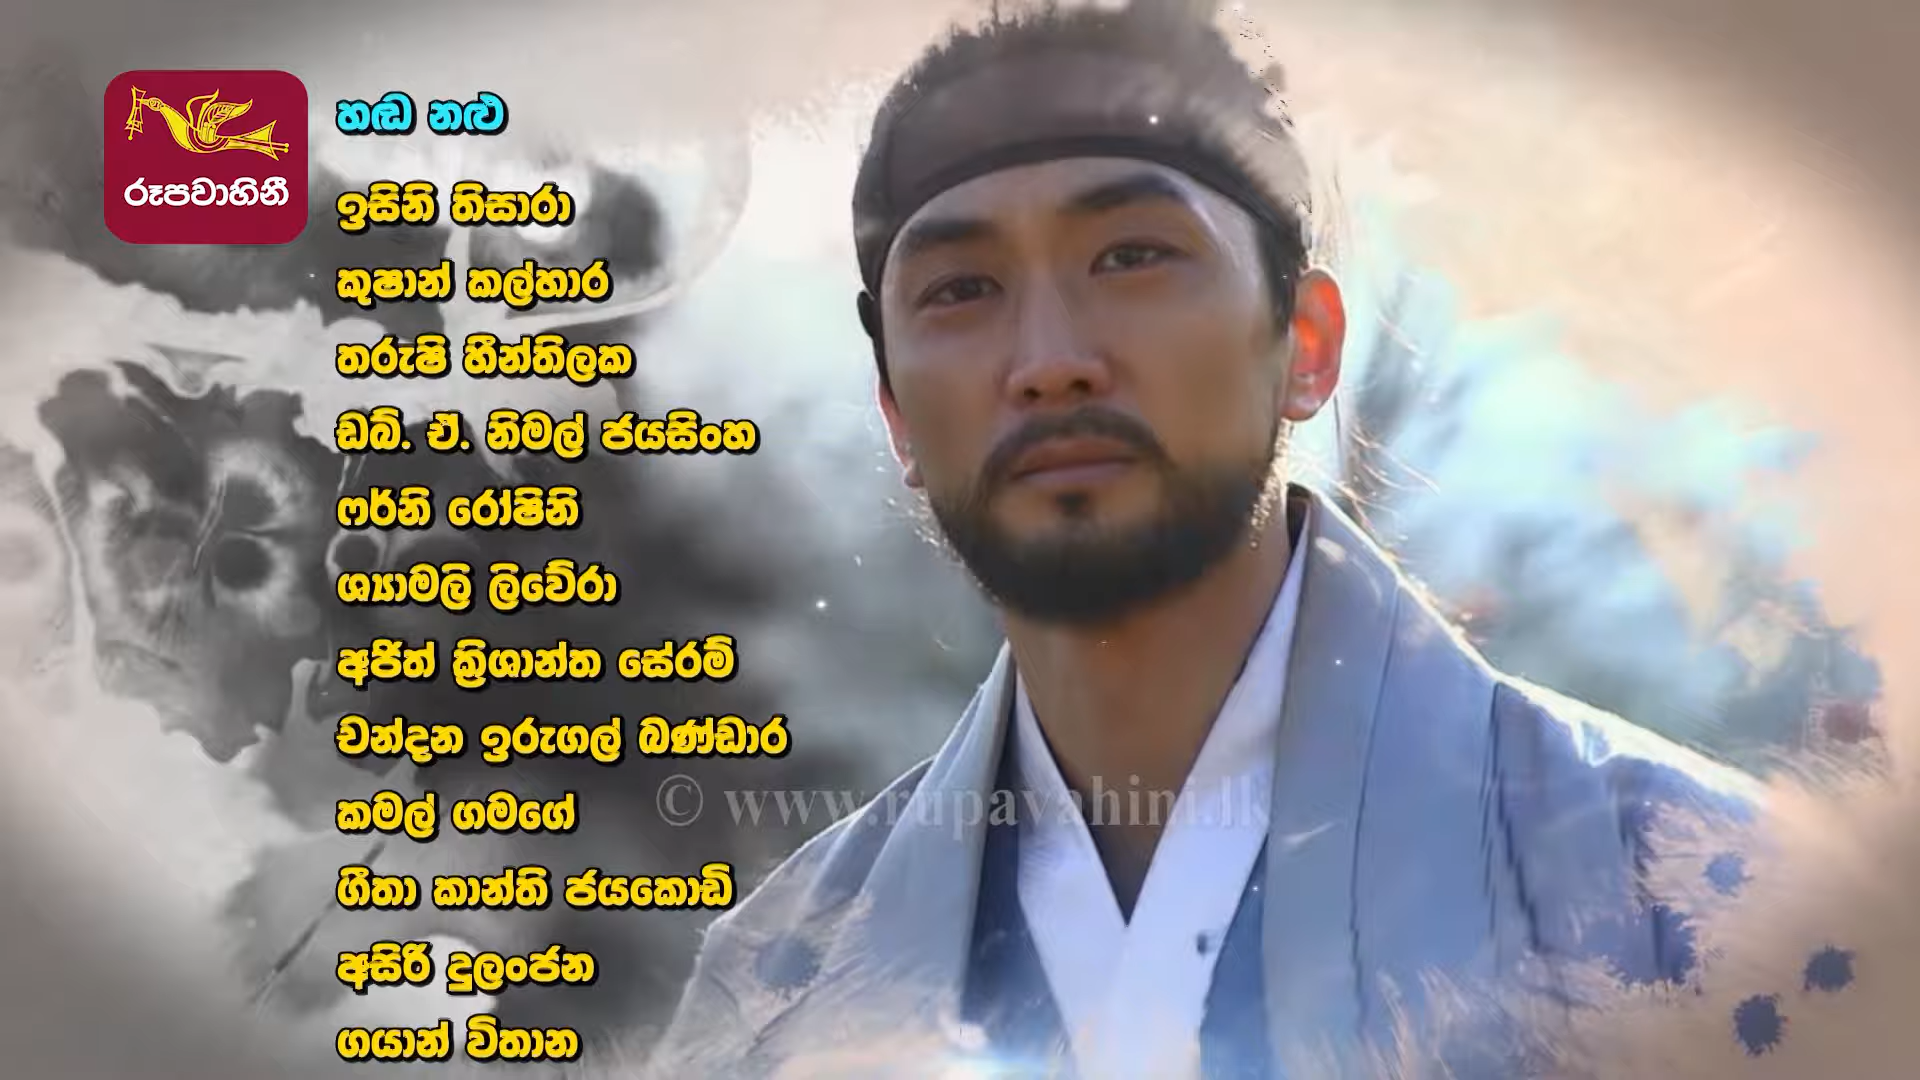 රූපවාහිනී
හඬ නළු
ඉසිනි තිසාරා
කුෂාන් කල්හාර
තරුෂි හීන්තිලක
ඩබ්. ඒ. නිමල් ජයසිංහ
ෆර්නි රෝෂිනි
ශ්‍යාමලි ලිවේරා
අජිත් ක්‍රිශාන්ත සේරම්
චන්දන ඉරුගල් බණ්ඩාර
කමල් ගමගේ
ගීතා කාන්ති ජයකොඩි
අසිරි දුලංජන
ගයාන් විතාන
© www.rupavahini.lk